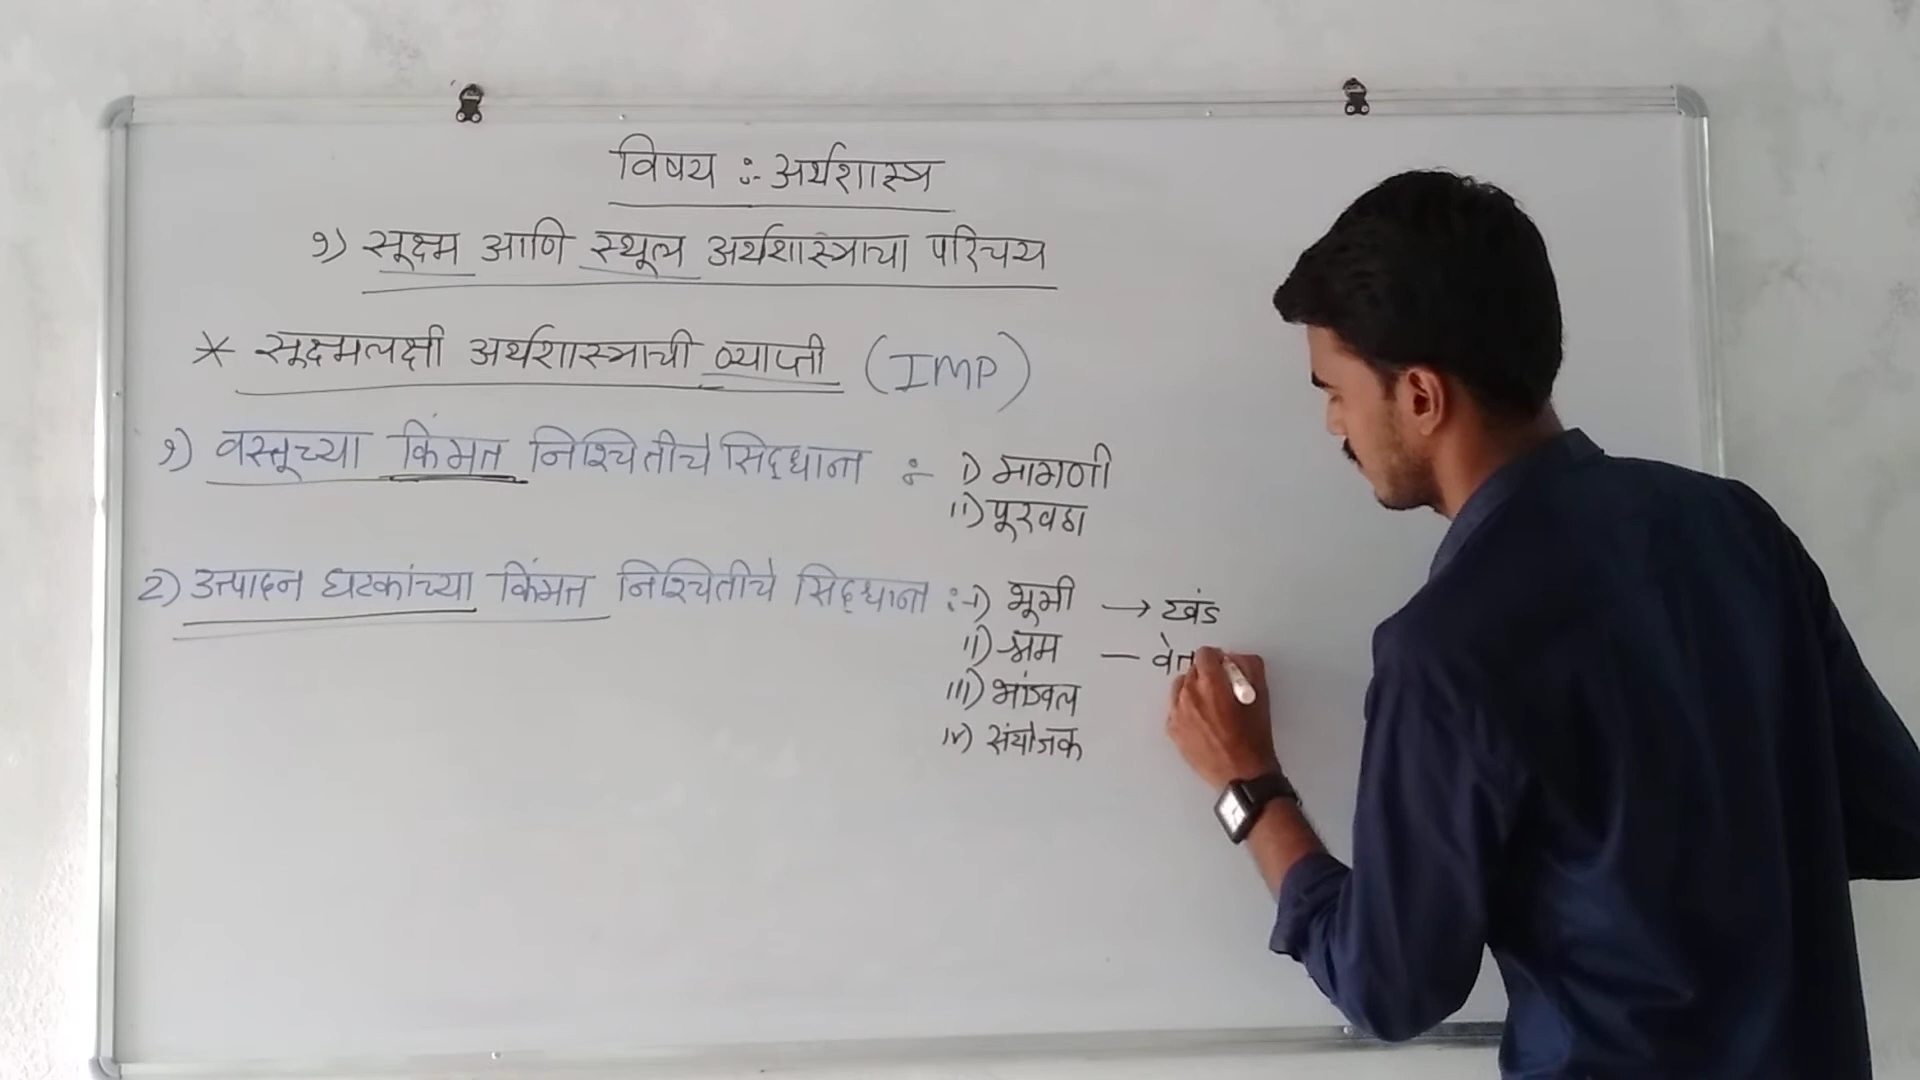 विषय :- अर्थशास्त्र
१) सूक्ष्म आणि स्थूल अर्थशास्त्राचा परिचय
* सूक्ष्मलक्षी अर्थशास्त्राची व्याप्ती (IMP)
१) वस्तूच्या किंमत निश्चितीचे सिद्धान्त :- i) मागणी
ii) पूरवठा
2) उत्पादन घटकांच्या किंमत निश्चितीचे सिद्धान्त :- i) भूमी → खंड
ii) श्रम — वेत
iii) भांडवल
iv) संयोजक